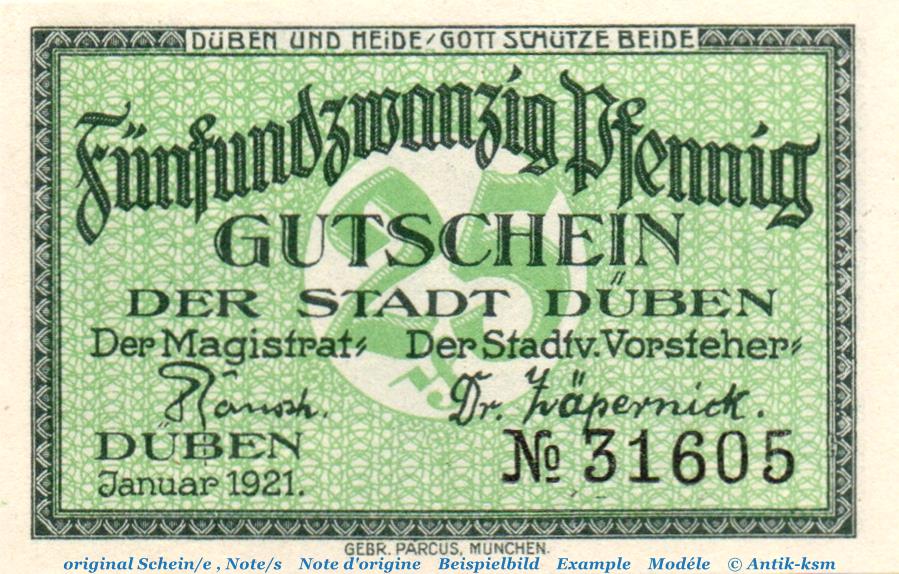 DÜBEN UND HEIDE / GOTT SCHÜTZE BEIDE
Fünfundzwanzig Pfennig
25
GUTSCHEIN
DER STADT DÜBEN
Der Magistrat: Der Stadtv. Vorsteher:
Dr. Zäpernick.
DÜBEN
Januar 1921.
№ 31605
GEBR. PARCUS, MÜNCHEN.
original Schein/e , Note/s Note d'origine Beispielbild Example Modéle © Antik-ksm